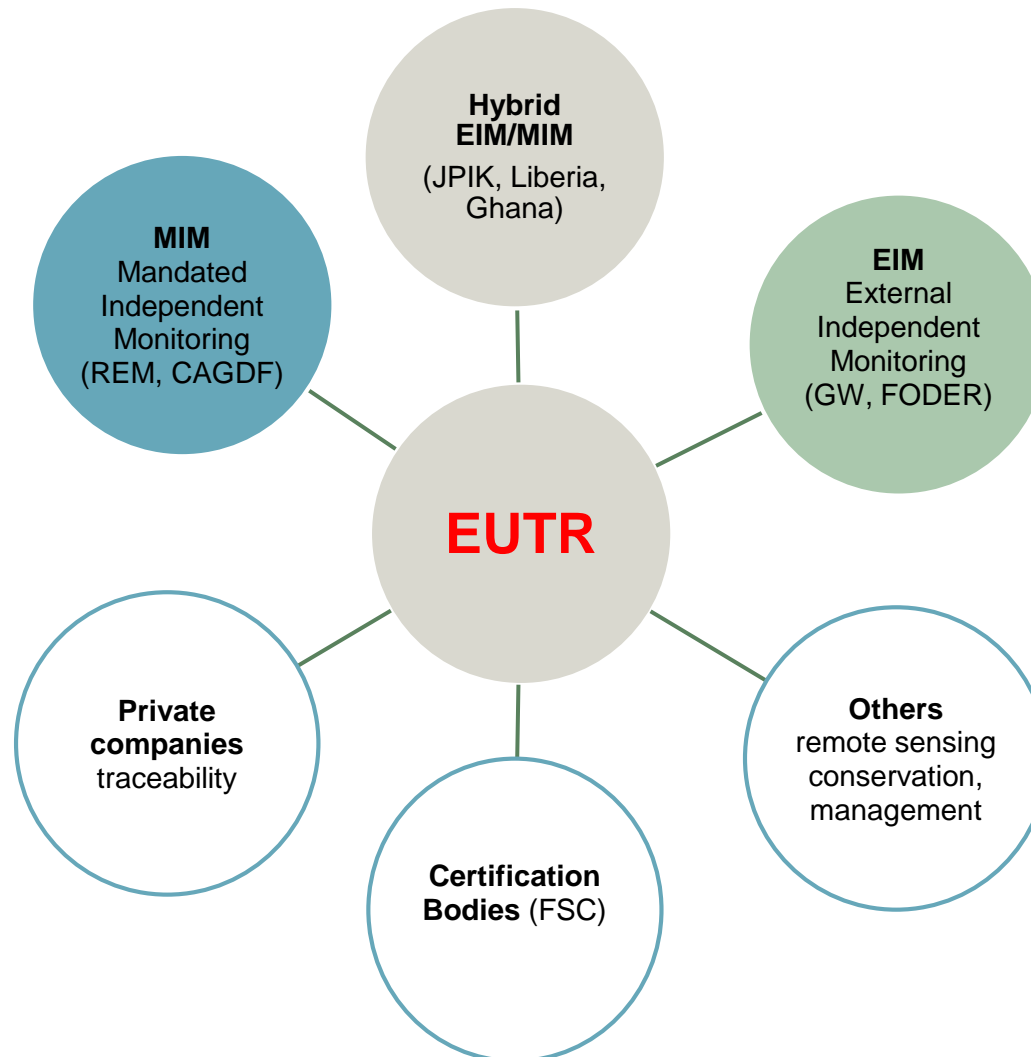 Hybrid
EIM/MIM
(JPIK, Liberia,
Ghana)
MIM
Mandated
Independent
Monitoring
(REM, CAGDF)
EIM
External
Independent
Monitoring
(GW, FODER)
EUTR
Private
companies
traceability
Others
remote sensing
conservation,
management
Certification
Bodies (FSC)